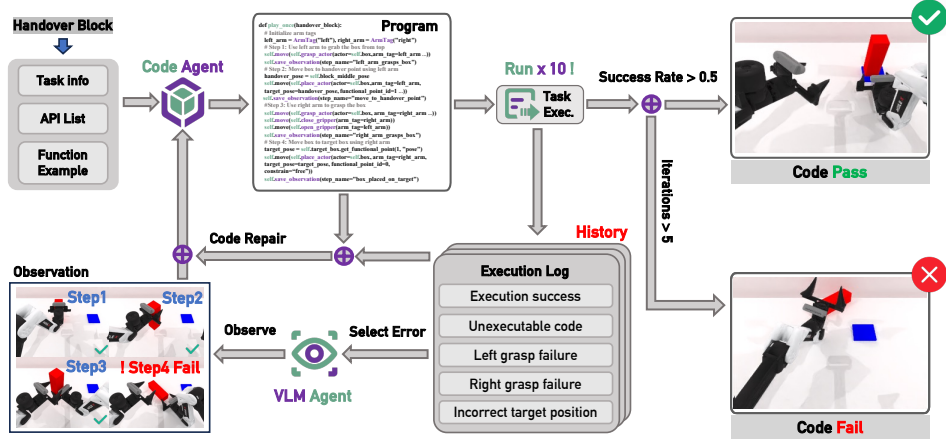 Handover Block
Task info
API List
Function
Example
Code Agent
Program
def play_once(handover_block):
# Initialize arm tags
left_arm = ArmTag("left"), right_arm = ArmTag("right")
# Step 1: Use left arm to grab the box from top
self.move(self.grasp_actor(actor=self.box,arm_tag=left_arm ..))
self.save_observation(step_name="left_arm_grasps_box")
# Step 2: Move box to handover point using left arm
handover_pose = self.block_middle_pose
self.move(self.place_actor(actor=self.box,arm_tag=left_arm,
target_pose=handover_pose, functional_point_id=1 ...))
self.save_observation(step_name="move_to_handover_point")
#Step 3: Use right arm to grasp the box
self.move(self.grasp_actor(actor=self.box, arm_tag=right_arm ...)
self.move(self.close_gripper(arm_tag=right_arm))
self.move(self.open_gripper(arm_tag=left_arm))
self.save_observation(step_name="right_arm_grasps_box")
# Step 4: Move box to target box using right arm
target_pose = self.target_box.get_functional_point(1, "pose")
self.move(self.place_actor(actor=self.box,arm_tag=right_arm,
target_pose=target_pose, functional_point_id=0,
constrain="free"))
self.save_observation(step_name="box_placed_on_target")
Run x 10 !
Task
Exec.
Success Rate > 0.5
Iterations > 5
Code Pass
Code Repair
History
Execution Log
Execution success
Unexecutable code
Left grasp failure
Right grasp failure
Incorrect target position
Observation
Step1
Step2
Step3
! Step4 Fail
Observe
VLM Agent
Select Error
Code Fail